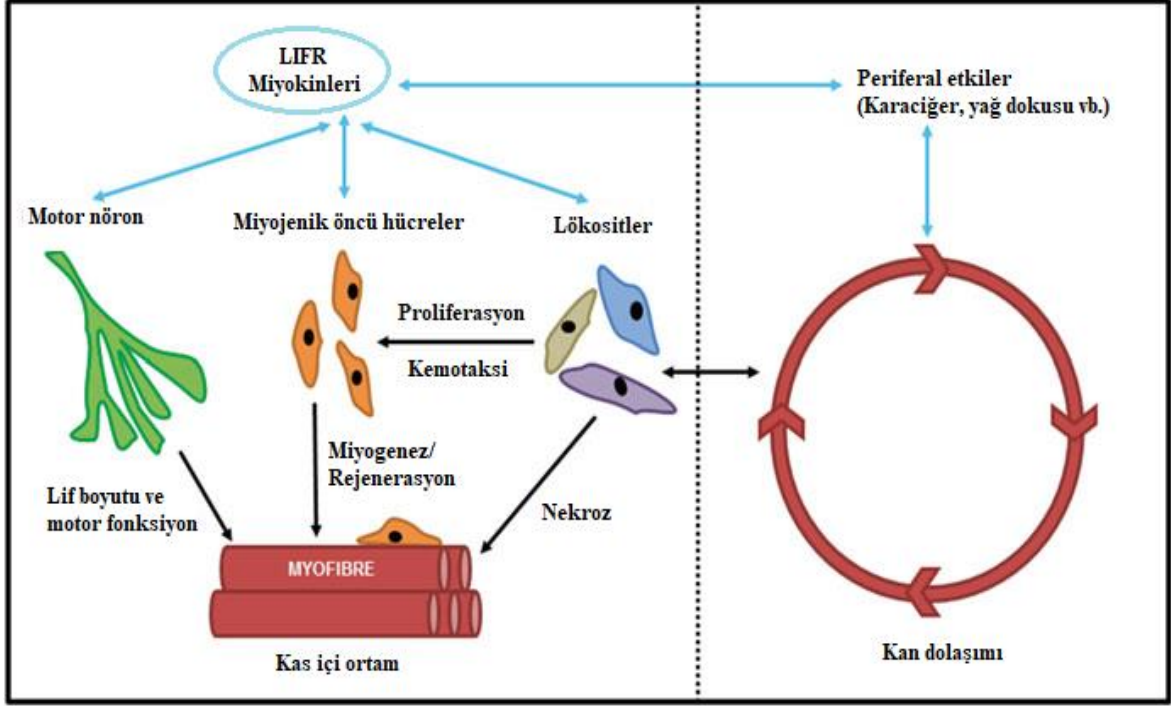 LIFR
Miyokinleri
Periferal etkiler
(Karaciğer, yağ dokusu vb.)
Motor nöron
Miyojenik öncü hücreler
Lökositler
Proliferasyon
Kemotaksi
Miyogenez/
Rejenerasyon
Lif boyutu ve
motor fonksiyon
Nekroz
MYOFIBRE
Kas içi ortam
Kan dolaşımı